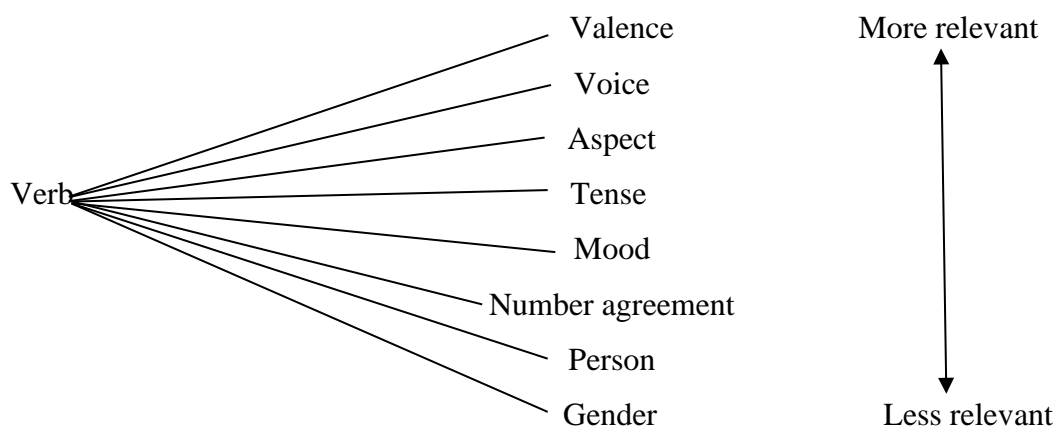 Valence More relevant
Voice
Aspect
Verb Tense
Mood
Number agreement
Person
Gender Less relevant